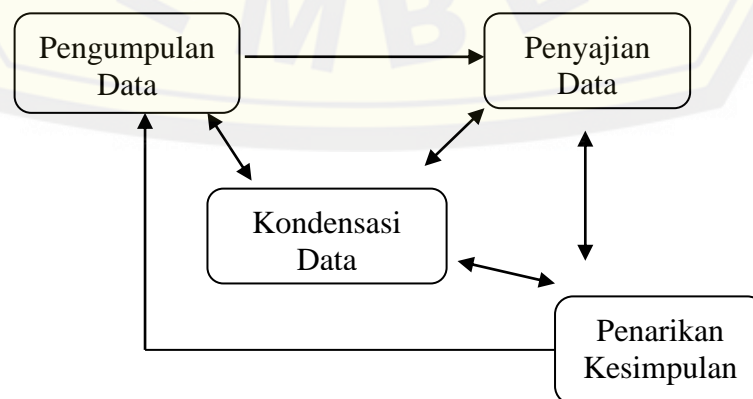 Pengumpulan
Data
Penyajian
Data
Kondensasi
Data
Penarikan
Kesimpulan